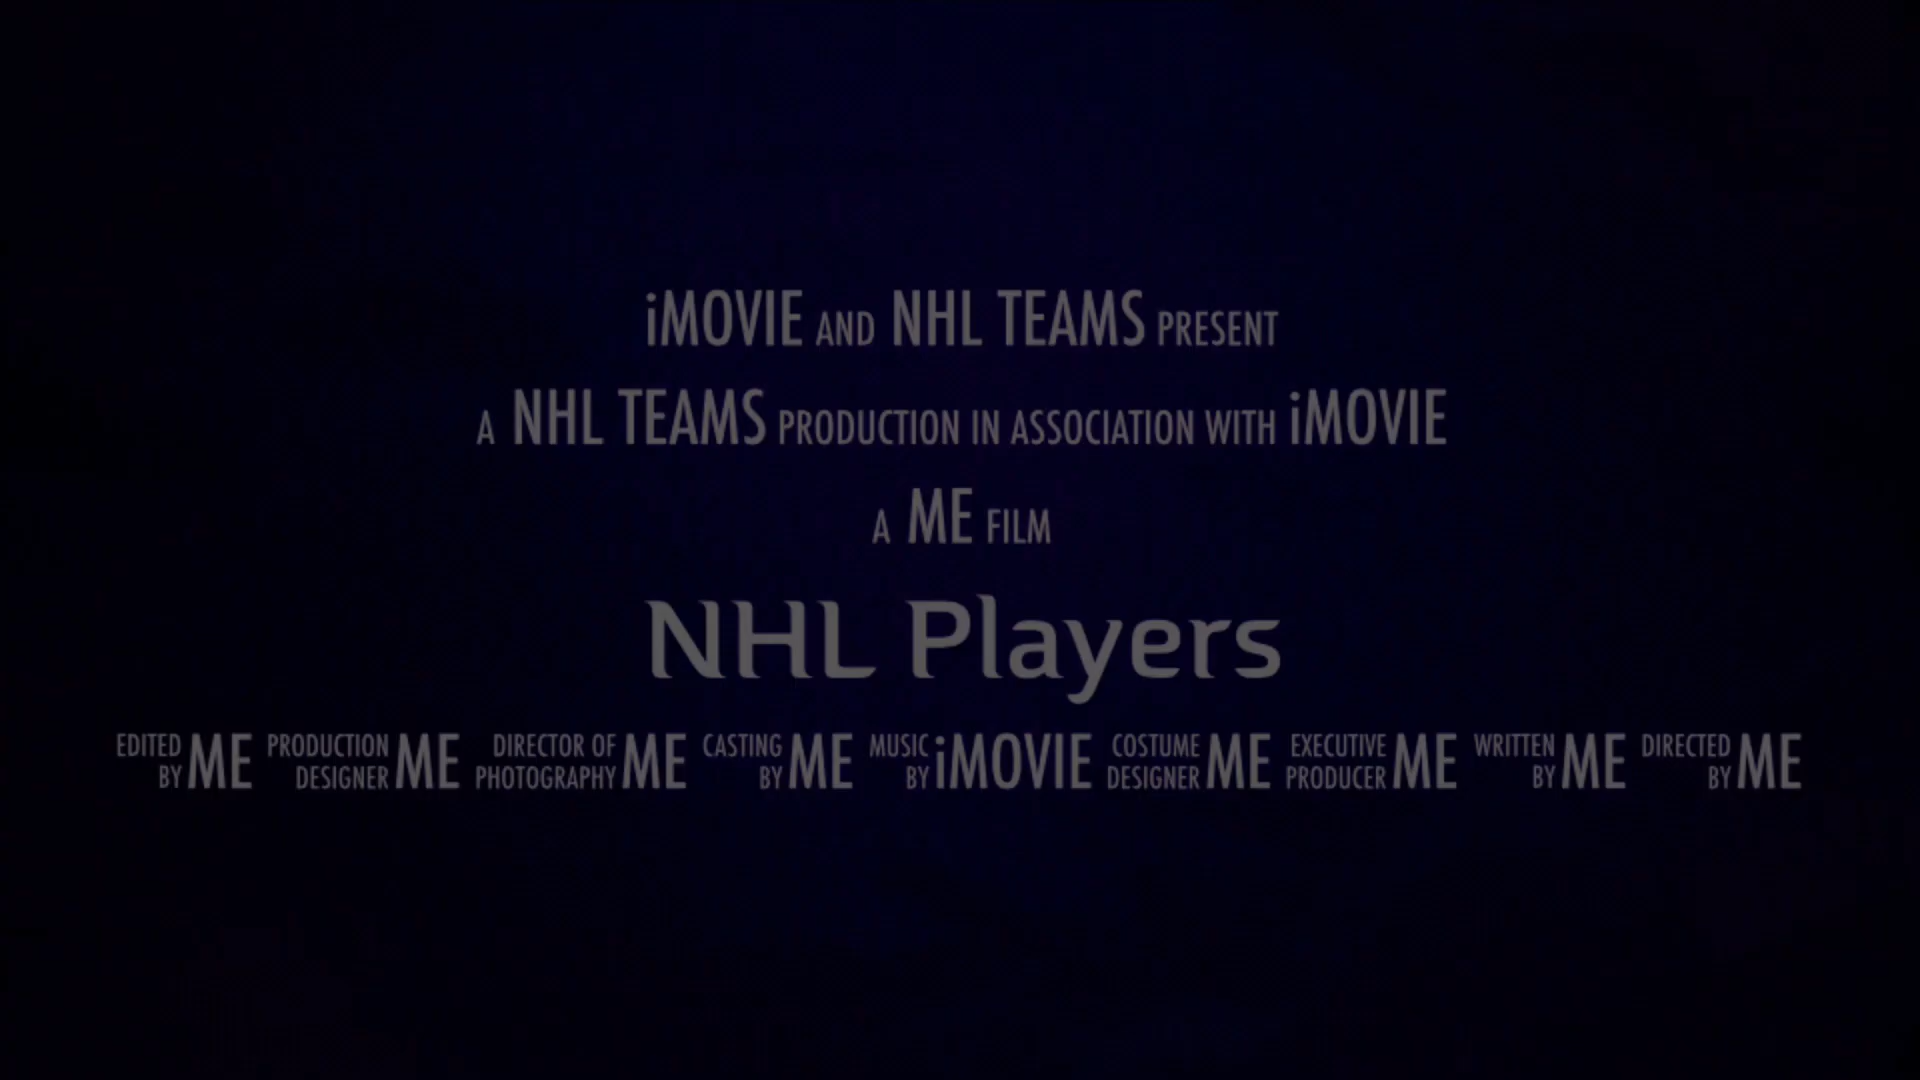 iMOVIE AND NHL TEAMS PRESENT
A NHL TEAMS PRODUCTION IN ASSOCIATION WITH iMOVIE
A ME FILM
NHL Players
EDITED BY ME PRODUCTION DESIGNER ME DIRECTOR OF PHOTOGRAPHY ME CASTING BY ME MUSIC BY iMOVIE COSTUME DESIGNER ME EXECUTIVE PRODUCER ME WRITTEN BY ME DIRECTED BY ME